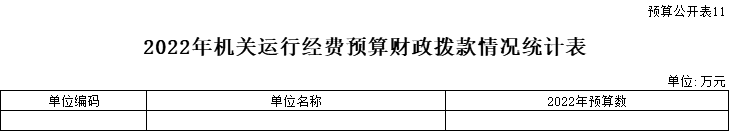 预算公开表11
2022年机关运行经费预算财政拨款情况统计表
单位:万元
单位编码 单位名称 2022年预算数